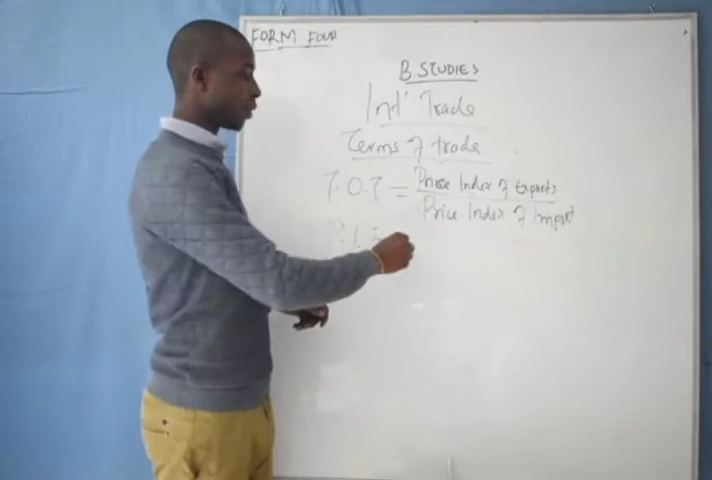 FORM FOUR
B STUDIES
Int' Trade
Terms of trade
T.O.T = Price Index of Exports
Price Index of Import